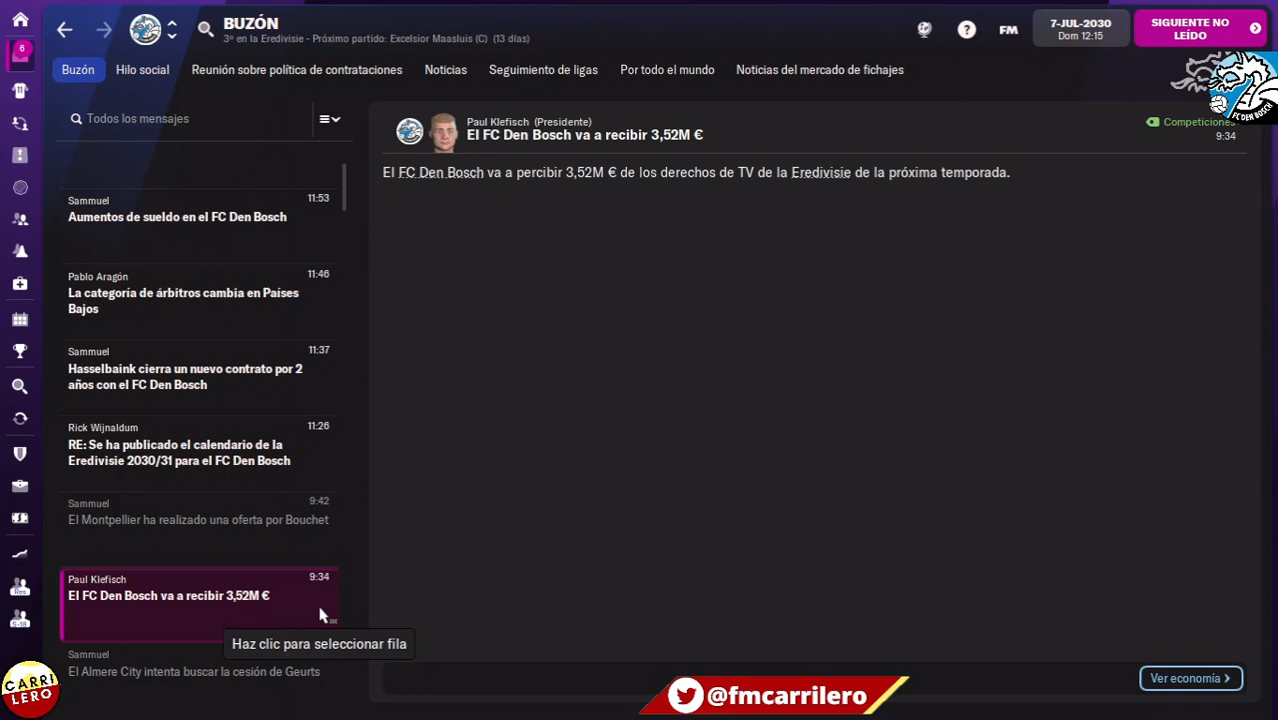 BUZÓN
3ª en la Eredivisie - Próximo partido: Excelsior Maasluis (C) (13 días)
FM
7-JUL-2030
Dom 12:15
SIGUIENTE NO LEÍDO
6
Buzón
Hilo social
Reunión sobre política de contrataciones
Noticias
Seguimiento de ligas
Por todo el mundo
Noticias del mercado de fichajes
FC DEN BOSCH
Todos los mensajes
Sammuel
11:53
Aumentos de sueldo en el FC Den Bosch
Pablo Aragón
11:46
La categoría de árbitros cambia en Países
Bajos
Sammuel
11:37
Hasselbaink cierra un nuevo contrato por 2
años con el FC Den Bosch
Rick Wijnaldum
11:26
RE: Se ha publicado el calendario de la
Eredivisie 2030/31 para el FC Den Bosch
Sammuel
9:42
El Montpellier ha realizado una oferta por Bouchet
Paul Klefisch
9:34
El FC Den Bosch va a recibir 3,52M €
Haz clic para seleccionar fila
Sammuel
El Almere City intenta buscar la cesión de Geurts
Paul Klefisch (Presidente)
El FC Den Bosch va a recibir 3,52M €
Competiciones
9:34
El FC Den Bosch va a percibir 3,52M € de los derechos de TV de la Eredivisie de la próxima temporada.
Ver economía
Res
S-18
CARRI
LERO
@fmcarrilero